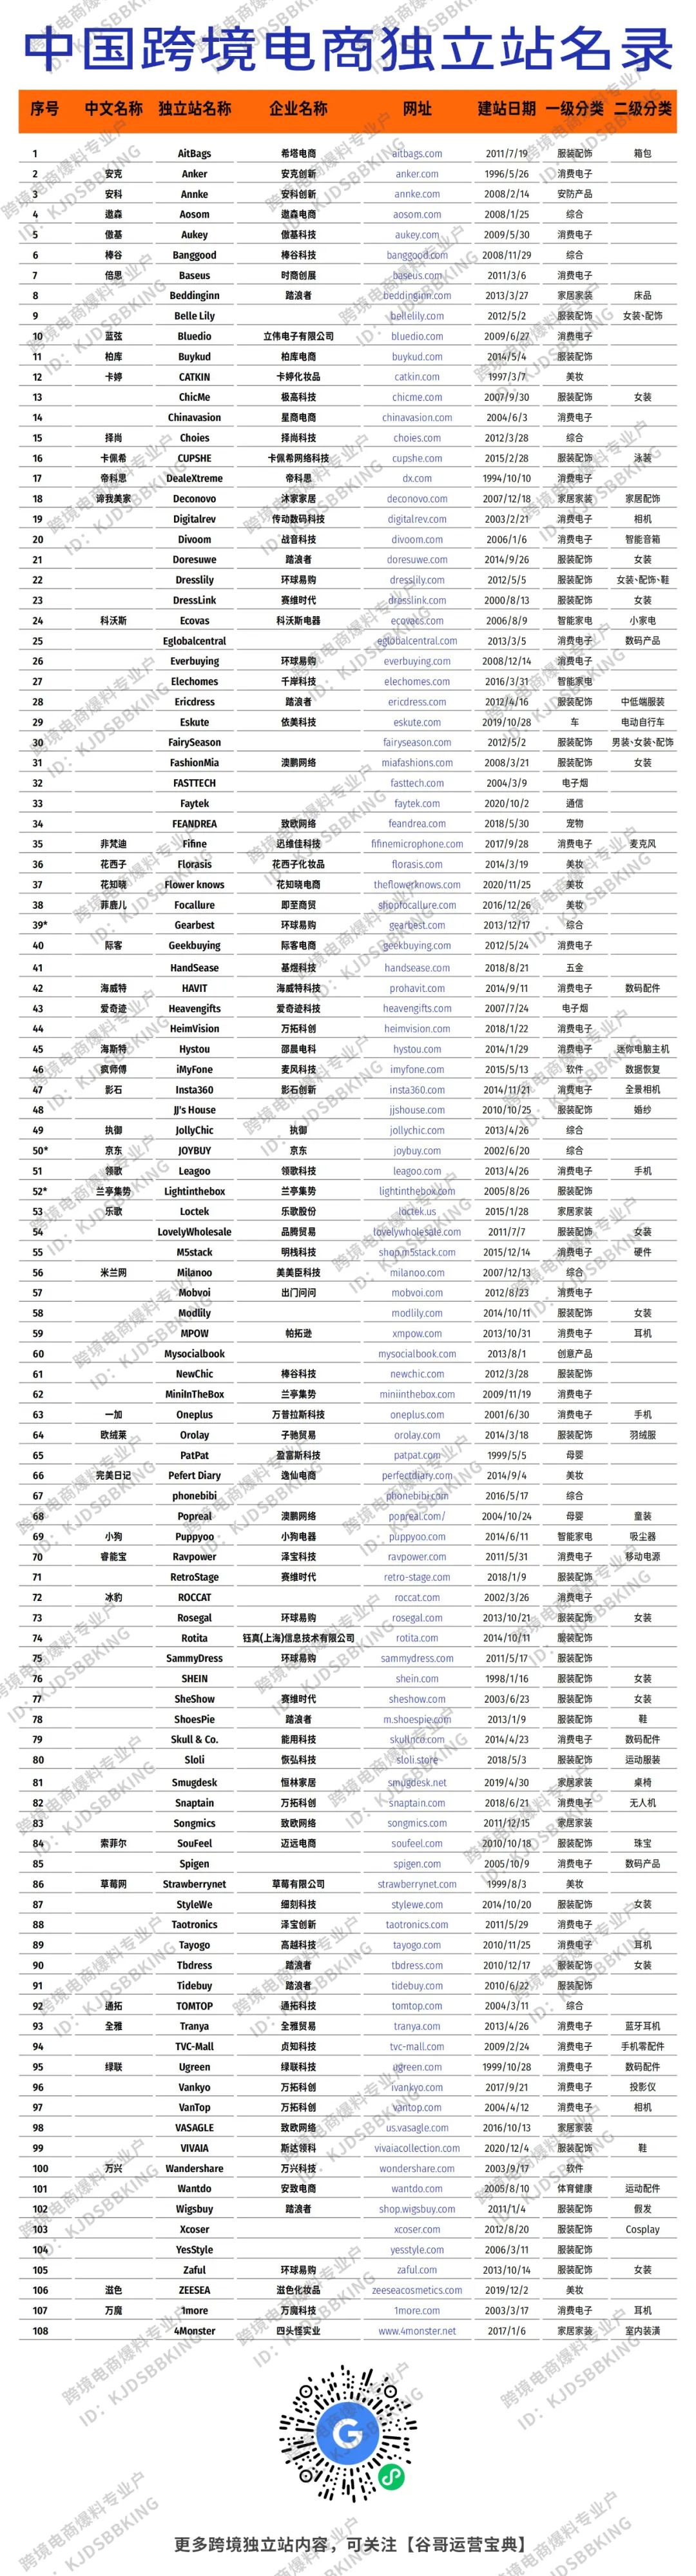 中国跨境电商独立站名录
序号 中文名称 独立站名称 企业名称 网址 建站日期 一级分类 二级分类
1 AitBags 希塔电商 aitbags.com 2011/7/19 服装配饰 箱包
2 安克 Anker 安克创新 anker.com 1996/5/26 消费电子
3 安科 Annke 安科创新 annke.com 2008/2/14 安防产品
4 遨森 Aosom 遨森电商 aosom.com 2008/1/25 综合
5 傲基 Aukey 傲基科技 aukey.com 2009/5/30 消费电子
6 棒谷 Banggood 棒谷科技 banggood.com 2008/11/29 综合
7 倍思 Baseus 时商创展 baseus.com 2011/3/6 消费电子
8 Beddinginn 踏浪者 beddinginn.com 2013/3/27 家居家装 床品
9 Belle Lily bellelily.com 2012/5/2 服装配饰 女装、配饰
10 蓝弦 Bluedio 立伟电子有限公司 bluedio.com 2009/6/27 消费电子
11 柏库 Buykud 柏库电商 buykud.com 2014/5/4 服装配饰
12 卡婷 CATKIN 卡婷化妆品 catkin.com 1997/3/7 美妆
13 ChicMe 极高科技 chicme.com 2007/9/30 服装配饰 女装
14 Chinavasion 星商电商 chinavasion.com 2004/6/3 消费电子
15 择尚 Choies 择尚科技 choies.com 2012/3/28 综合
16 卡佩希 CUPSHE 卡佩希网络科技 cupshe.com 2015/2/28 服装配饰 泳装
17 帝科思 DealeXtreme 帝科思 dx.com 1994/10/10 消费电子
18 谛我美家 Deconovo 沐家家居 deconovo.com 2007/12/18 家居家装 家居配饰
19 Digitalrev 传动数码科技 digitalrev.com 2003/2/21 消费电子 相机
20 Divoom 战音科技 divoom.com 2006/1/6 消费电子 智能音箱
21 Doresuwe 踏浪者 doresuwe.com 2014/9/26 服装配饰 女装
22 Dresslily 环球易购 dresslily.com 2012/5/5 服装配饰 女装、配饰、鞋
23 DressLink 赛维时代 dresslink.com 2000/8/13 服装配饰 女装
24 科沃斯 Ecovas 科沃斯电器 ecovacs.com 2006/8/9 智能家电 小家电
25 Eglobalcentral eglobalcentral.com 2013/3/5 消费电子 数码产品
26 Everbuying 环球易购 everbuying.com 2008/12/14 消费电子
27 Elechomes 千岸科技 elechomes.com 2016/3/31 智能家电
28 Ericdress 踏浪者 ericdress.com 2012/4/16 服装配饰 中低端服装
29 Eskute 依美科技 eskute.com 2019/10/28 车 电动自行车
30 FairySeason fairyseason.com 2012/5/2 服装配饰 男装、女装、配饰
31 FashionMia 澳鹏网络 miafashions.com 2008/3/21 服装配饰 女装
32 FASTTECH fasttech.com 2004/3/9 电子烟
33 Faytek faytek.com 2020/10/2 通信
34 FEANDREA 致欧网络 feandrea.com 2018/5/30 宠物
35 非梵迪 Fifine 迅维佳科技 fifinemicrophone.com 2017/9/28 消费电子 麦克风
36 花西子 Florasis 花西子化妆品 florasis.com 2014/3/19 美妆
37 花知晓 Flower knows 花知晓电商 theflowerknows.com 2020/11/25 美妆
38 菲鹿儿 Focallure 即至商贸 shopfocallure.com 2016/12/26 美妆
39* Gearbest 环球易购 gearbest.com 2013/12/17 综合
40 际客 Geekbuying 际客电商 geekbuying.com 2012/5/24 消费电子
41 HandSease 基煜科技 handsease.com 2018/8/21 五金
42 海威特 HAVIT 海威特科技 prohavit.com 2014/9/11 消费电子 数码配件
43 爱奇迹 Heavengifts 爱奇迹科技 heavengifts.com 2007/7/24 电子烟
44 HeimVision 万拓科创 heimvision.com 2018/1/22 消费电子
45 海斯特 Hystou 邵晨电科 hystou.com 2014/1/29 消费电子 迷你电脑主机
46 疯师傅 iMyFone 麦风科技 imyfone.com 2015/5/13 软件 数据恢复
47 影石 Insta360 影石创新 insta360.com 2014/11/21 消费电子 全景相机
48 JJ's House jjshouse.com 2010/10/25 服装配饰 婚纱
49 执御 JollyChic 执御 jollychic.com 2013/4/26 综合
50* 京东 JOYBUY 京东 joybuy.com 2002/6/20 综合
51 领歌 Leagoo 领歌科技 leagoo.com 2013/4/26 消费电子 手机
52* 兰亭集势 Lightinthebox 兰亭集势 lightinthebox.com 2005/8/26 服装配饰
53 乐歌 Loctek 乐歌股份 loctek.us 2015/1/28 家居家装
54 LovelyWholesale 品腾贸易 lovelywholesale.com 2011/7/7 服装配饰 女装
55 M5stack 明栈科技 shop.m5stack.com 2015/12/14 消费电子 硬件
56 米兰网 Milanoo 美美臣科技 milanoo.com 2007/12/13 综合
57 Mobvoi 出门问问 mobvoi.com 2012/8/23 消费电子
58 Modlily modlily.com 2014/10/11 服装配饰 女装
59 MPOW 帕拓逊 xmpow.com 2013/10/31 消费电子 耳机
60 Mysocialbook mysocialbook.com 2013/8/1 创意产品
61 NewChic 棒谷科技 newchic.com 2012/3/28 服装配饰
62 MiniInTheBox 兰亭集势 miniinthebox.com 2009/11/19 消费电子
63 一加 Oneplus 万普拉斯科技 oneplus.com 2001/6/30 消费电子 手机
64 欧绒莱 Orolay 子驰贸易 orolay.com 2014/3/18 服装配饰 羽绒服
65 PatPat 盈富斯科技 patpat.com 1999/5/5 母婴
66 完美日记 Pefert Diary 逸仙电商 perfectdiary.com 2014/9/4 美妆
67 phonebibi phonebibi.com 2016/5/17 综合
68 Popreal 澳鹏网络 popreal.com/ 2004/10/24 母婴 童装
69 小狗 Puppyoo 小狗电器 puppyoo.com 2014/6/11 智能家电 吸尘器
70 睿能宝 Ravpower 泽宝科技 ravpower.com 2011/5/31 消费电子 移动电源
71 RetroStage 赛维时代 retro-stage.com 2018/1/9 服装配饰
72 冰豹 ROCCAT roccat.com 2002/3/26 消费电子
73 Rosegal 环球易购 rosegal.com 2013/10/21 服装配饰 女装
74 Rotita 钰真(上海)信息技术有限公司 rotita.com 2014/10/11 服装配饰
75 SammyDress 环球易购 sammydress.com 2011/5/17 服装配饰
76 SHEIN shein.com 1998/1/16 服装配饰 女装
77 SheShow 赛维时代 sheshow.com 2003/6/23 服装配饰 女装
78 ShoesPie 踏浪者 m.shoespie.com 2013/1/9 服装配饰 鞋
79 Skull & Co. 能用科技 skullnco.com 2014/4/23 消费电子 数码配件
80 Sloli 恢弘科技 sloli.store 2018/5/3 服装配饰 运动服装
81 Smugdesk 恒林家居 smugdesk.net 2019/4/30 家居家装 桌椅
82 Snaptain 万拓科创 snaptain.com 2018/6/21 消费电子 无人机
83 Songmics 致欧网络 songmics.com 2011/12/15 家居家装
84 索菲尔 SouFeel 迈远电商 soufeel.com 2010/10/18 服装配饰 珠宝
85 Spigen spigen.com 2005/10/9 消费电子 数码产品
86 草莓网 Strawberrynet 草莓有限公司 strawberrynet.com 1999/8/3 美妆
87 StyleWe 细刻科技 stylewe.com 2014/10/20 服装配饰 女装
88 Taotronics 泽宝创新 taotronics.com 2011/5/29 消费电子
89 Tayogo 高越科技 tayogo.com 2010/11/25 消费电子 耳机
90 Tbdress 踏浪者 tbdress.com 2010/12/17 服装配饰 女装
91 Tidebuy 踏浪者 tidebuy.com 2010/6/22 服装配饰
92 通拓 TOMTOP 通拓科技 tomtop.com 2004/3/11 综合
93 全雅 Tranya 全雅贸易 tranya.com 2013/4/26 消费电子 蓝牙耳机
94 TVC-Mall 贞知科技 tvc-mall.com 2009/2/24 消费电子 手机零配件
95 绿联 Ugreen 绿联科技 ugreen.com 1999/10/28 消费电子 数码配件
96 Vankyo 万拓科创 ivankyo.com 2017/9/21 消费电子 投影仪
97 VanTop 万拓科创 vantop.com 2004/4/12 消费电子 相机
98 VASAGLE 致欧网络 us.vasagle.com 2016/10/13 家居家装
99 VIVAIA 斯达领科 vivaiacollection.com 2020/12/4 服装配饰 鞋
100 万兴 Wandershare 万兴科技 wondershare.com 2003/9/17 软件
101 Wantdo 安致电商 wantdo.com 2005/8/10 体育健康 运动配件
102 Wigsbuy 踏浪者 shop.wigsbuy.com 2011/1/4 服装配饰 假发
103 Xcoser xcoser.com 2012/8/20 服装配饰 Cosplay
104 YesStyle yesstyle.com 2006/3/11 服装配饰
105 Zaful 环球易购 zaful.com 2013/10/14 服装配饰 女装
106 滋色 ZEESEA 滋色化妆品 zeeseacosmetics.com 2019/12/2 美妆
107 万魔 1more 万魔科技 1more.com 2003/3/17 消费电子 耳机
108 4Monster 四头怪实业 www.4monster.net 2017/1/6 家居家装 室内装潢
更多跨境独立站内容，可关注【谷哥运营宝典】
跨境电商爆料专业户
ID：KJDSBBKING